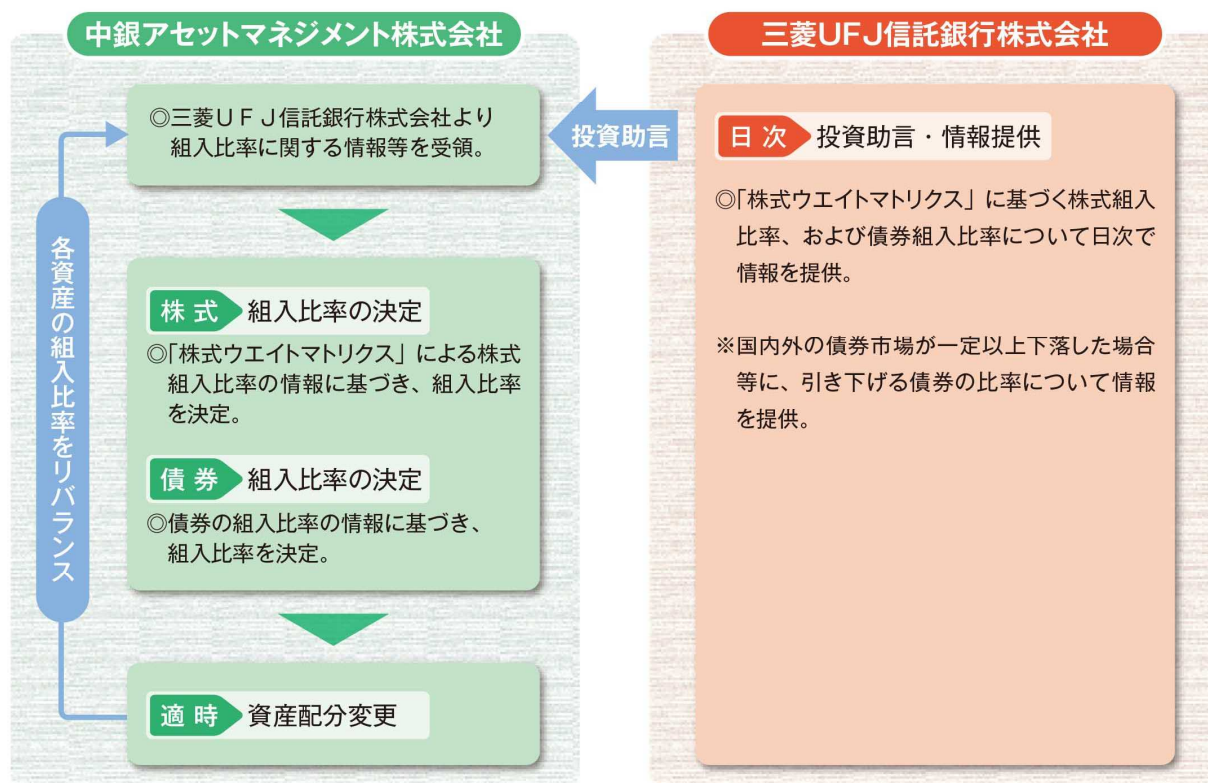 中銀アセットマネジメント株式会社
◎三菱UFJ信託銀行株式会社より
組入比率に関する情報等を受領。
各資産の組入比率をリバランス
株式 組入比率の決定
◎「株式ウエイトマトリクス」による株式
組入比率の情報に基づき、組入比率
を決定。
債券 組入比率の決定
◎債券の組入比率の情報に基づき、
組入比率を決定。
適時 資産配分変更
投資助言
三菱UFJ信託銀行株式会社
日次 投資助言・情報提供
◎「株式ウエイトマトリクス」に基づく株式組入
比率、および債券組入比率について日次で
情報を提供。
※国内外の債券市場が一定以上下落した場合
等に、引き下げる債券の比率について情報
を提供。